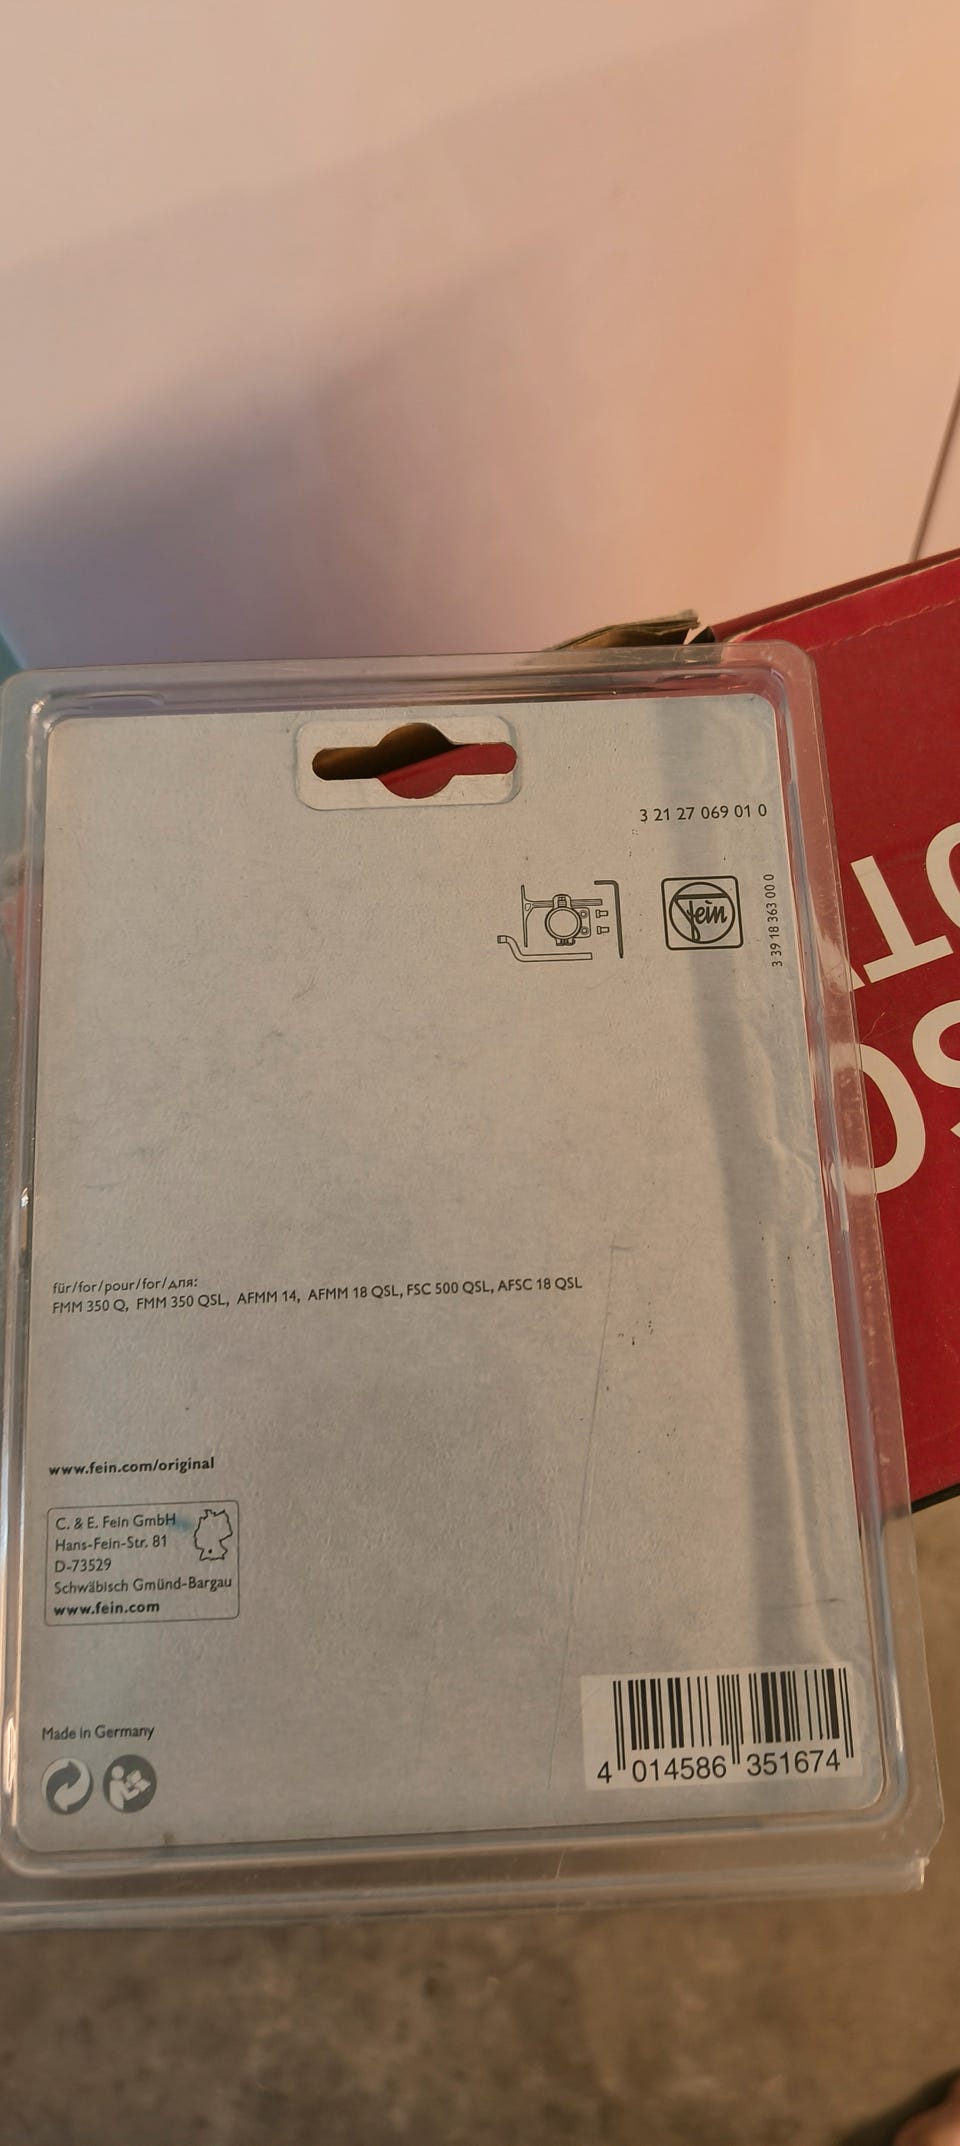 3 21 27 069 01 0
fein
3 39 18 363 00 0
für/for/pour/for/для:
FMM 350 Q, FMM 350 QSL, AFMM 14, AFMM 18 QSL, FSC 500 QSL, AFSC 18 QSL
www.fein.com/original
C. & E. Fein GmbH
Hans-Fein-Str. 81
D-73529
Schwäbisch Gmünd-Bargau
www.fein.com
Made in Germany
4 014586 351674